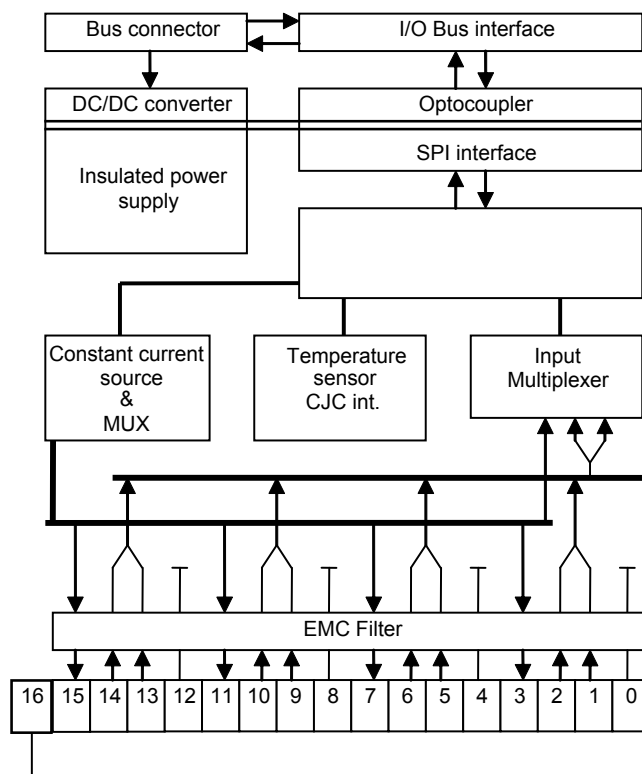 Bus connector
I/O Bus interface
DC/DC converter
Optocoupler
SPI interface
Insulated power
supply
Constant current
source
&
MUX
Temperature
sensor
CJC int.
Input
Multiplexer
EMC Filter
16 15 14 13 12 11 10 9 8 7 6 5 4 3 2 1 0